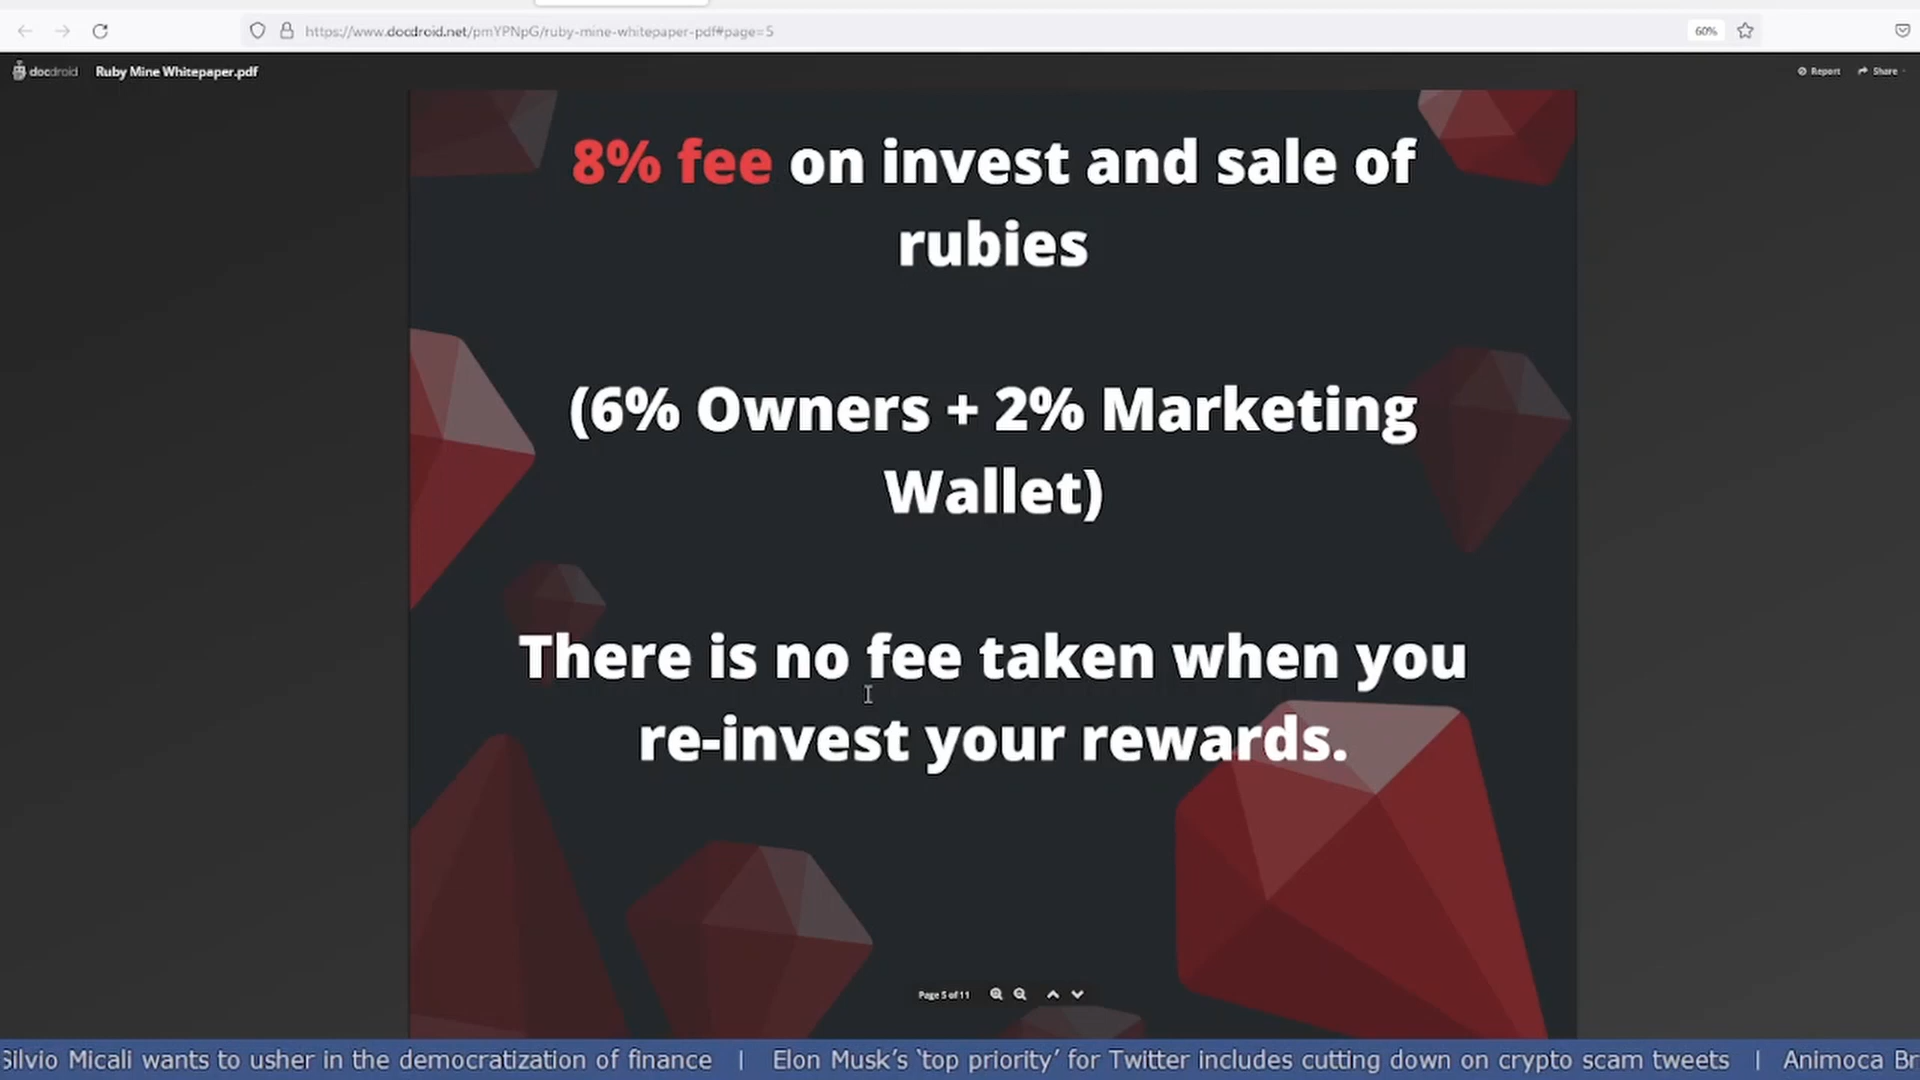 https://www.docdroid.net/pmYPNpG/ruby-mine-whitepaper-pdf#page=5
60%
docdroid
Ruby Mine Whitepaper.pdf
Report
Share
8% fee on invest and sale of
rubies
(6% Owners + 2% Marketing
Wallet)
There is no fee taken when you
re-invest your rewards.
Page 5 of 11
Silvio Micali wants to usher in the democratization of finance | Elon Musk's 'top priority' for Twitter includes cutting down on crypto scam tweets | Animoca Br